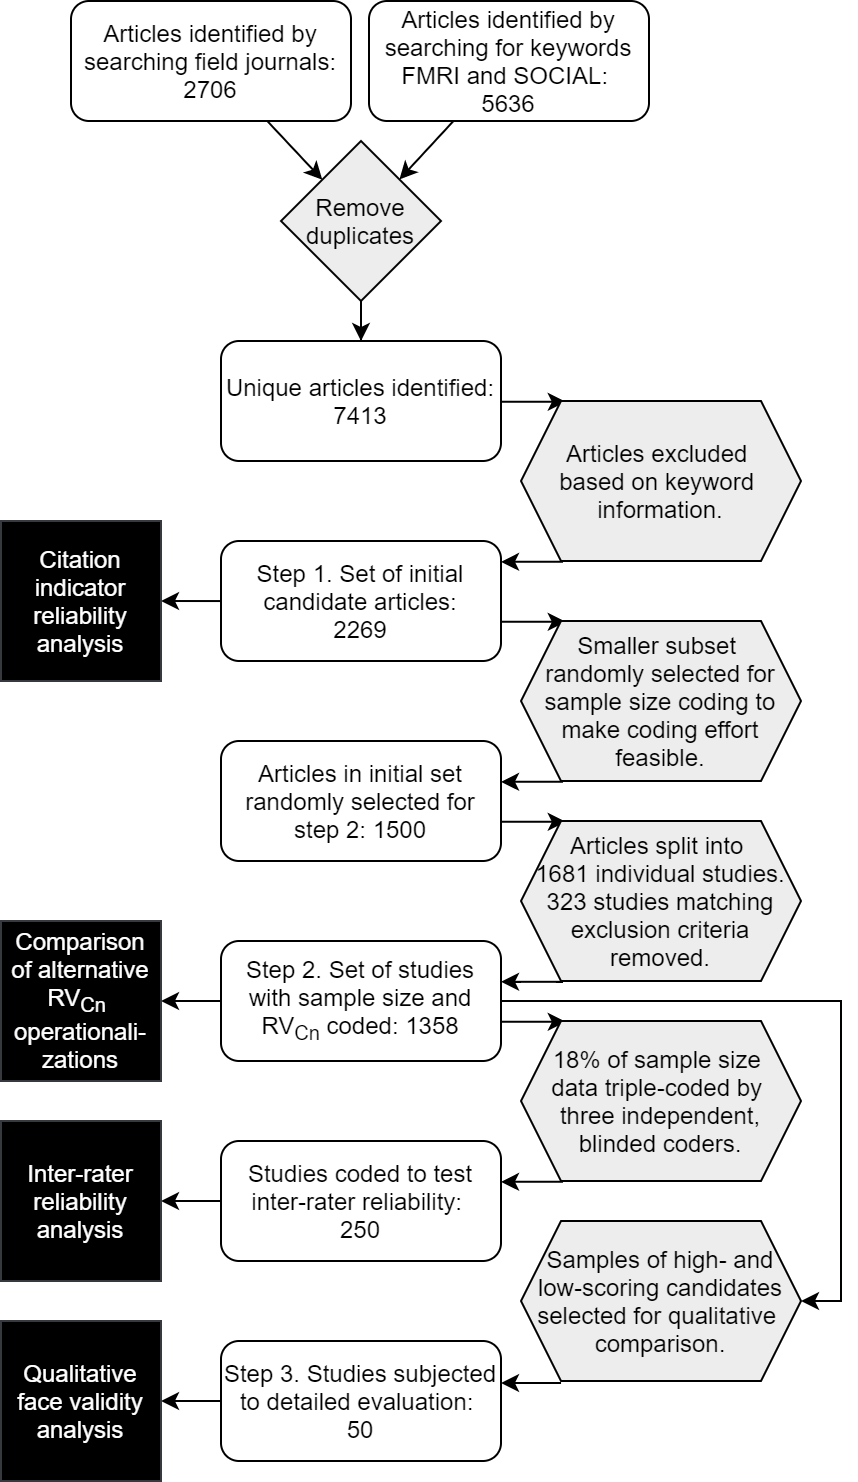 Articles identified by
searching field journals:
2706
Articles identified by
searching for keywords
FMRI and SOCIAL:
5636
Remove
duplicates
Unique articles identified:
7413
Articles excluded
based on keyword
information.
Citation
indicator
reliability
analysis
Step 1. Set of initial
candidate articles:
2269
Smaller subset
randomly selected for
sample size coding to
make coding effort
feasible.
Articles in initial set
randomly selected for
step 2: 1500
Articles split into
1681 individual studies.
323 studies matching
exclusion criteria
removed.
Comparison
of alternative
RVCn
operationali-
zations
Step 2. Set of studies
with sample size and
RVCn coded: 1358
18% of sample size
data triple-coded by
three independent,
blinded coders.
Inter-rater
reliability
analysis
Studies coded to test
inter-rater reliability:
250
Samples of high- and
low-scoring candidates
selected for qualitative
comparison.
Qualitative
face validity
analysis
Step 3. Studies subjected
to detailed evaluation:
50